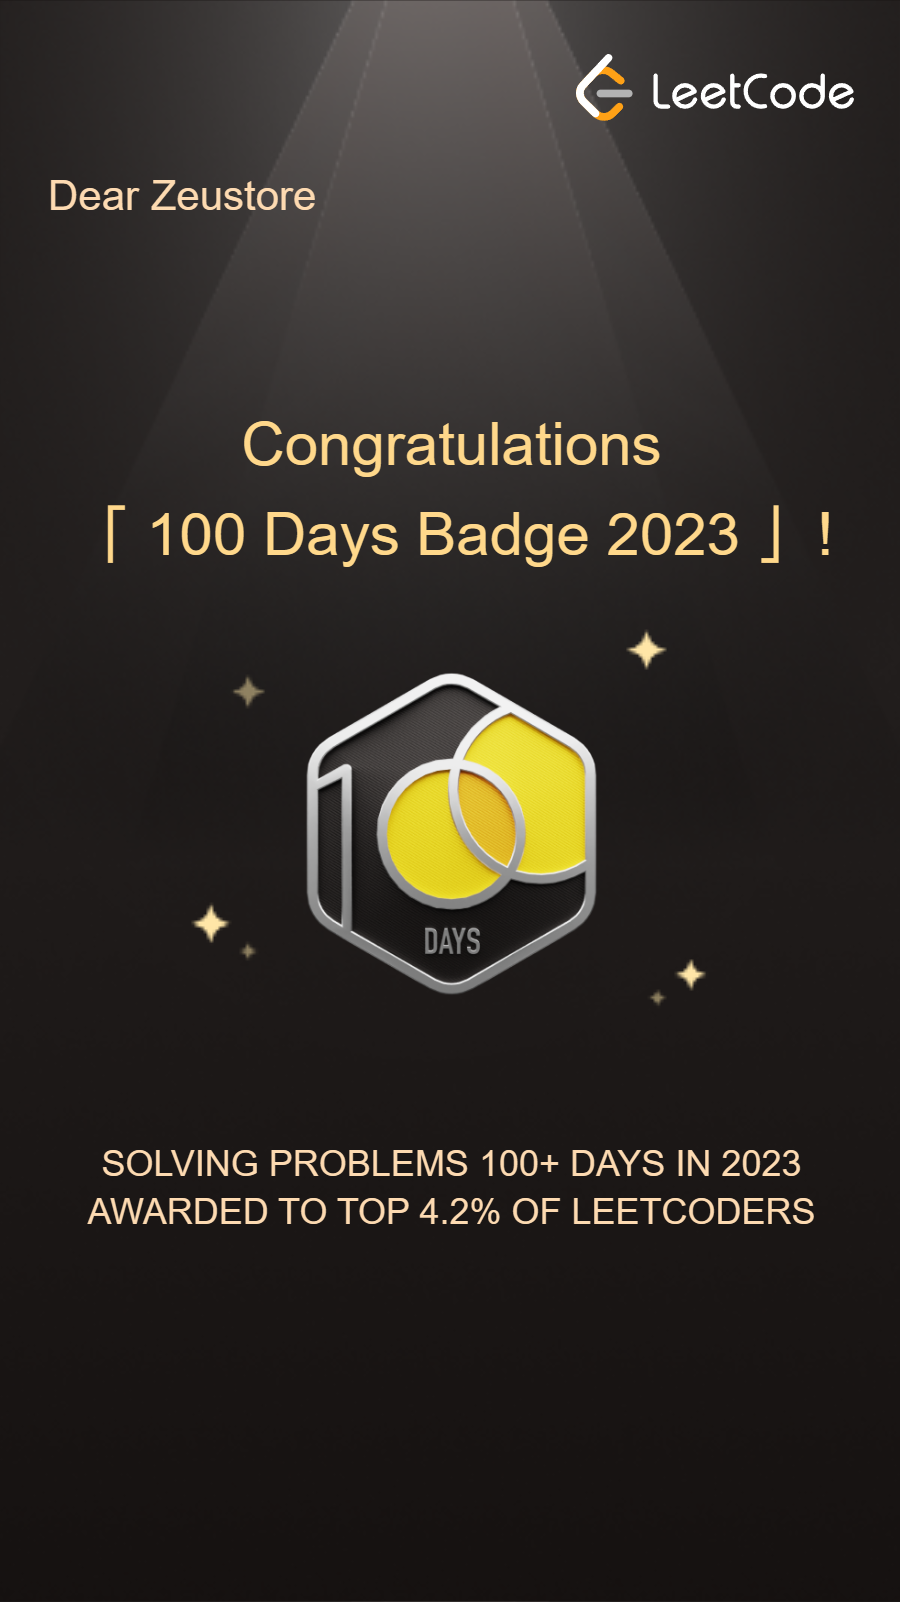 LeetCode
Dear Zeustore
Congratulations
「 100 Days Badge 2023 」 !
100
DAYS
SOLVING PROBLEMS 100+ DAYS IN 2023
AWARDED TO TOP 4.2% OF LEETCODERS